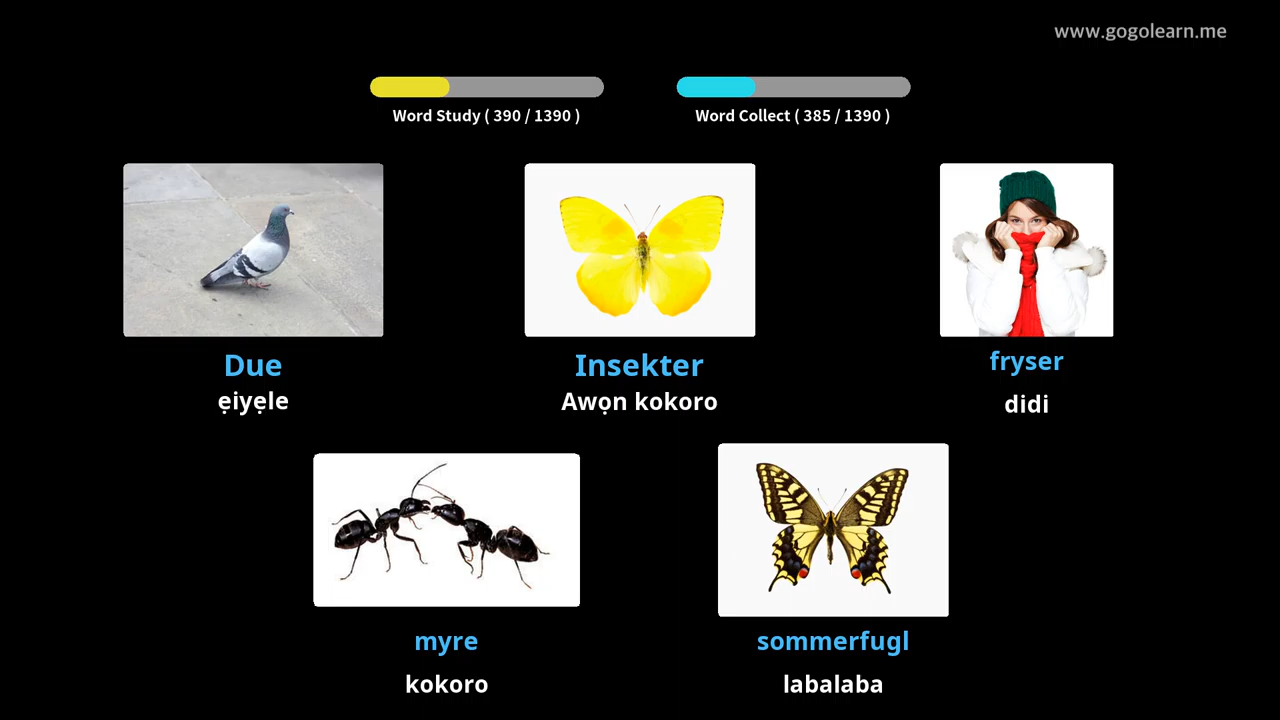 www.gogolearn.me
Word Study ( 390 / 1390 )
Word Collect ( 385 / 1390 )
Due
ẹiyẹle
Insekter
Awọn kokoro
fryser
didi
myre
kokoro
sommerfugl
labalaba